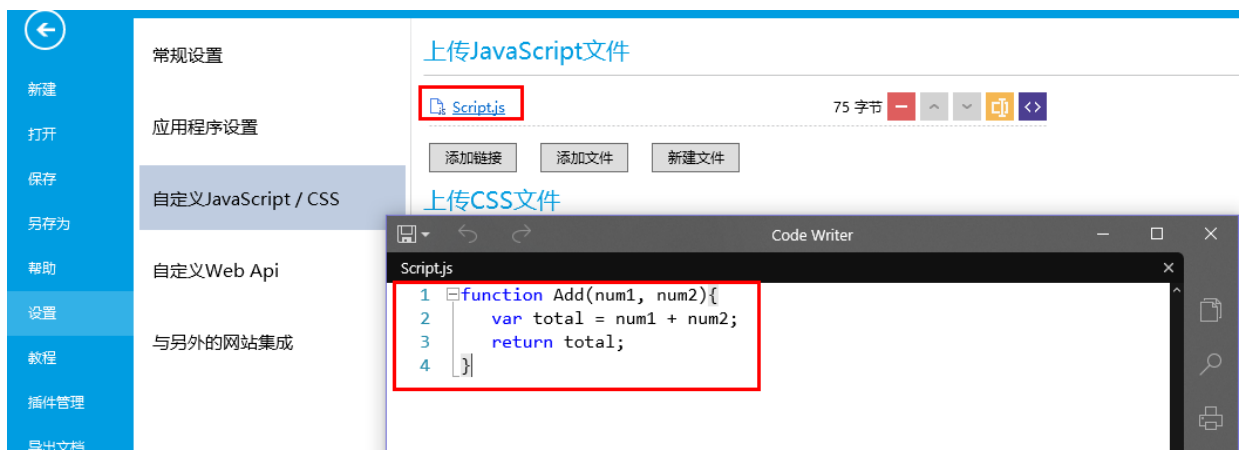 新建
打开
保存
另存为
帮助
设置
教程
插件管理
导出文档
常规设置
应用程序设置
自定义JavaScript / CSS
自定义Web Api
与另外的网站集成
上传JavaScript文件
Script.js 75 字节
添加链接 添加文件 新建文件
上传CSS文件
Code Writer
Script.js
1 function Add(num1, num2){
2 var total = num1 + num2;
3 return total;
4 }